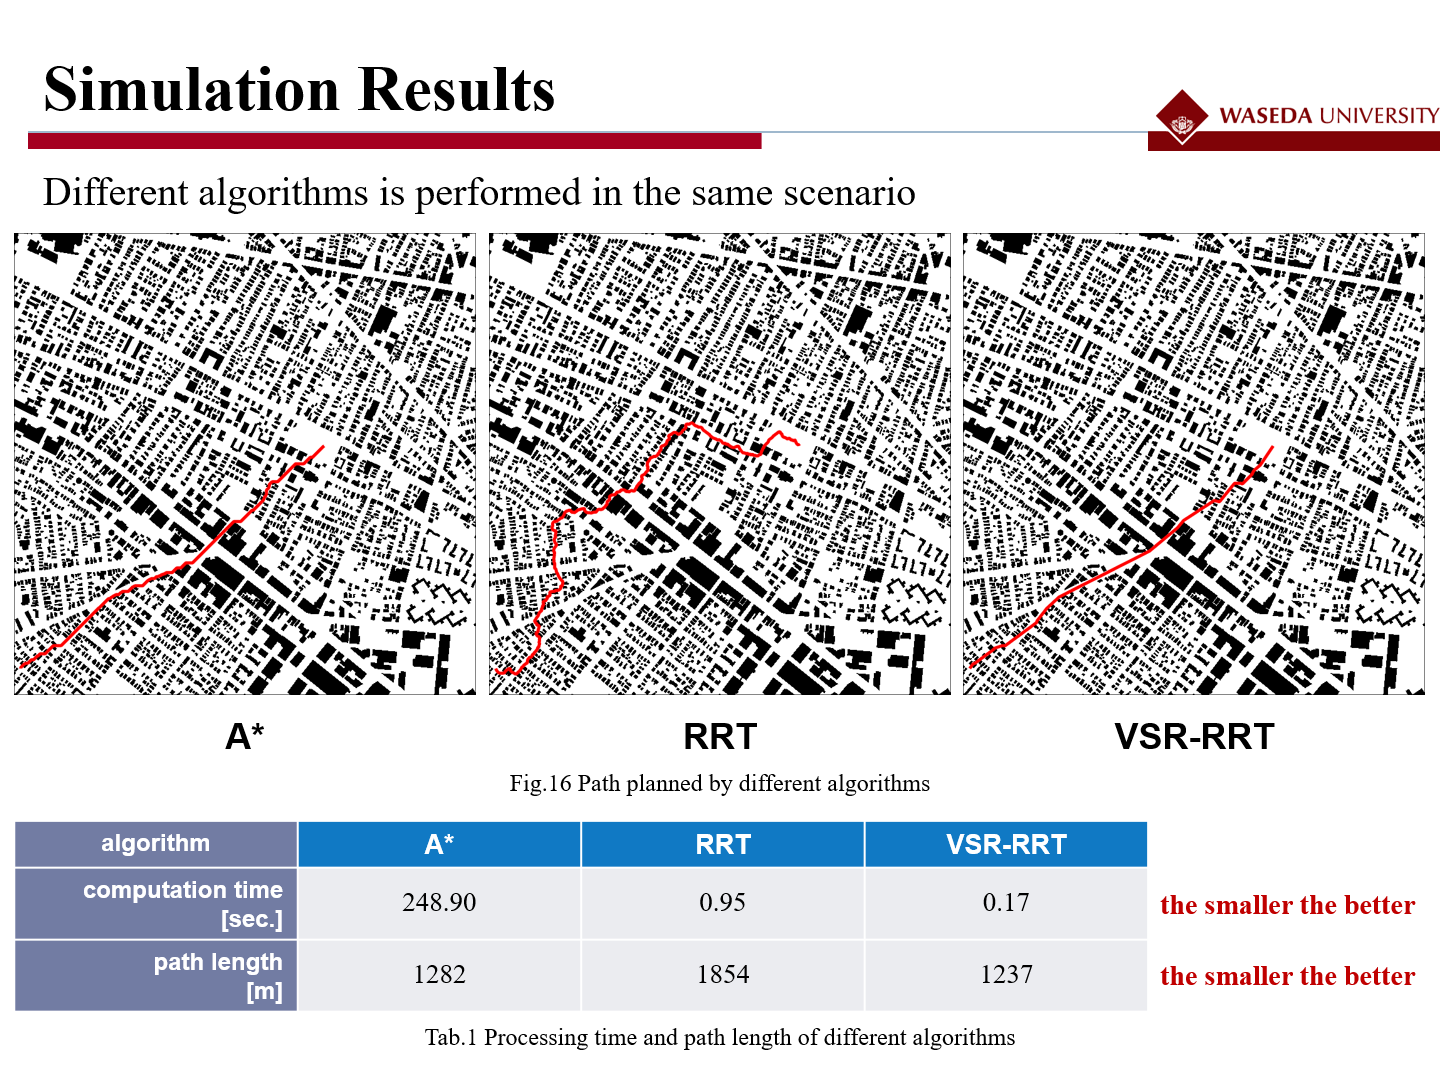 Simulation Results
WASEDA UNIVERSITY
Different algorithms is performed in the same scenario
A*
RRT
VSR-RRT
Fig.16 Path planned by different algorithms
algorithm A* RRT VSR-RRT
computation time
[sec.] 248.90 0.95 0.17 the smaller the better
path length
[m] 1282 1854 1237 the smaller the better
Tab.1 Processing time and path length of different algorithms